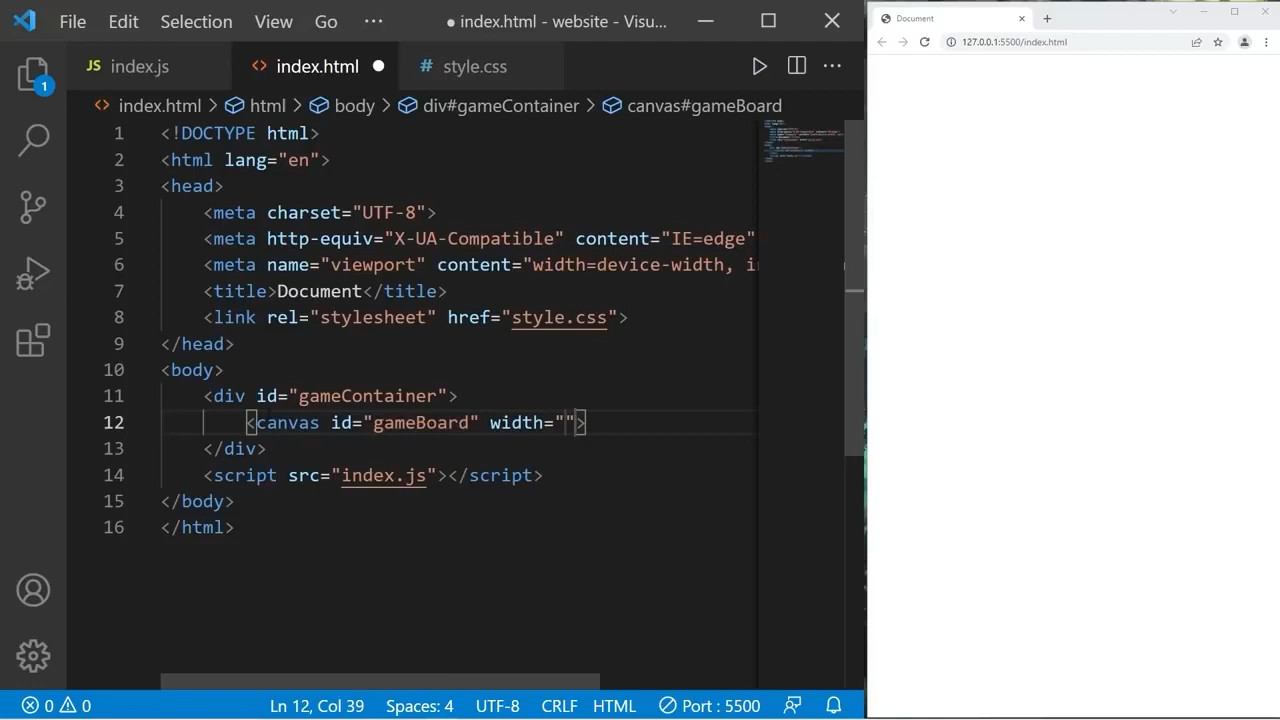 File Edit Selection View Go ··· ● index.html - website - Visu...
JS index.js <> index.html ● # style.css
<> index.html > html > body > div#gameContainer > canvas#gameBoard
1 <!DOCTYPE html>
2 <html lang="en">
3 <head>
4 <meta charset="UTF-8">
5 <meta http-equiv="X-UA-Compatible" content="IE=edge"
6 <meta name="viewport" content="width=device-width, in
7 <title>Document</title>
8 <link rel="stylesheet" href="style.css">
9 </head>
10 <body>
11 <div id="gameContainer">
12 <canvas id="gameBoard" width="">
13 </div>
14 <script src="index.js"></script>
15 </body>
16 </html>
1
0 0 Ln 12, Col 39 Spaces: 4 UTF-8 CRLF HTML Port : 5500
Document
127.0.0.1:5500/index.html